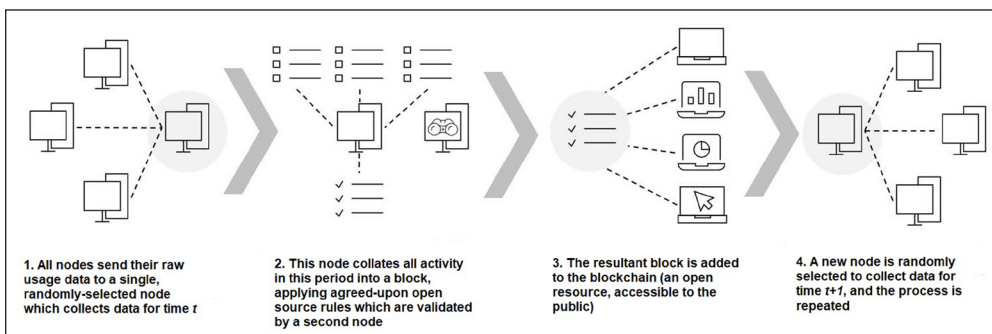 1. All nodes send their raw
usage data to a single,
randomly-selected node
which collects data for time t
2. This node collates all activity
in this period into a block,
applying agreed-upon open
source rules which are validated
by a second node
3. The resultant block is added
to the blockchain (an open
resource, accessible to the
public)
4. A new node is randomly
selected to collect data for
time t+1, and the process is
repeated